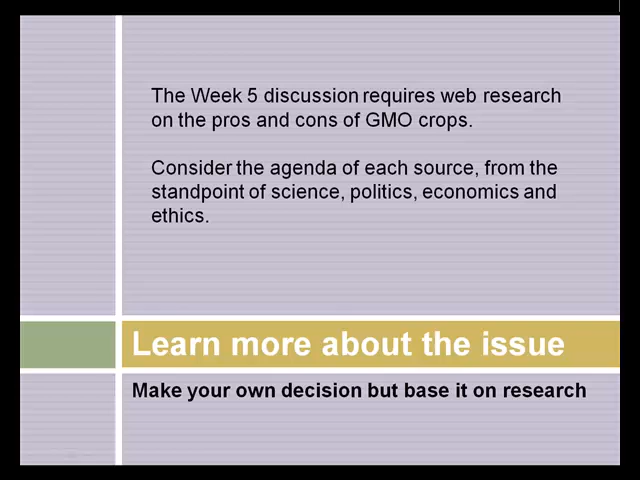 The Week 5 discussion requires web research
on the pros and cons of GMO crops.
Consider the agenda of each source, from the
standpoint of science, politics, economics and
ethics.
Learn more about the issue
Make your own decision but base it on research